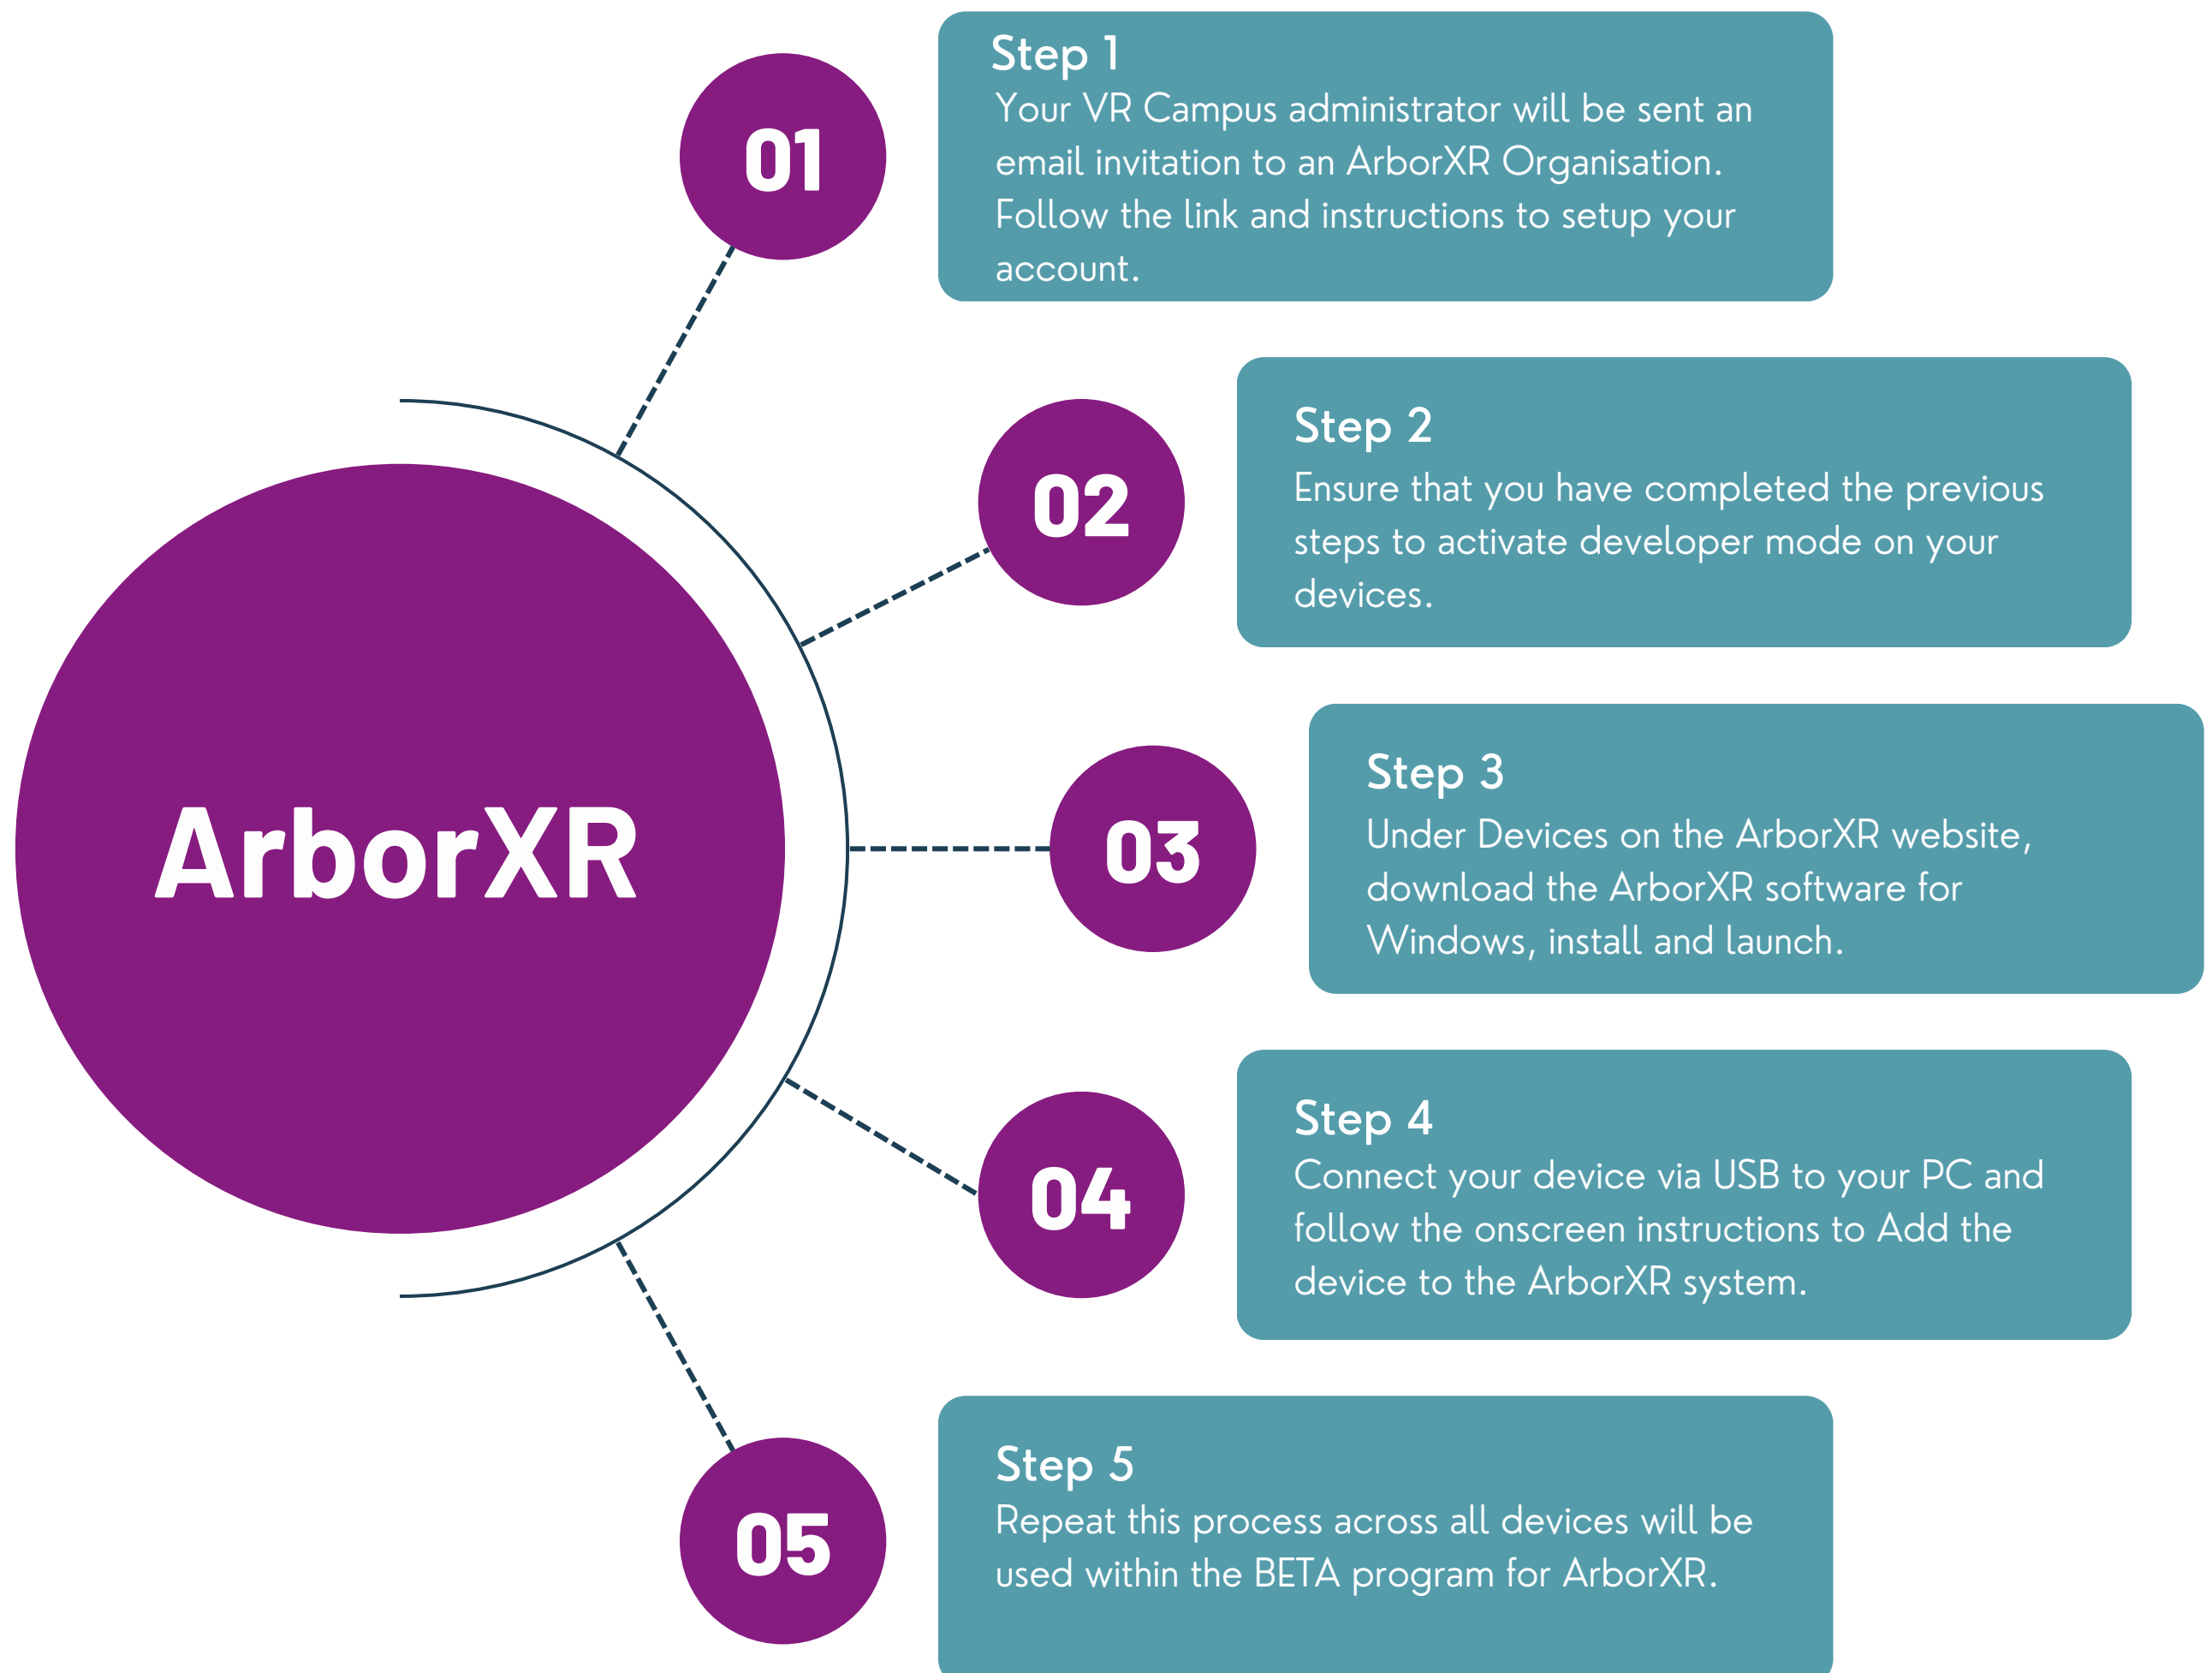 ArborXR
01
Step 1
Your VR Campus administrator will be sent an
email invitation to an ArborXR Organisation.
Follow the link and instructions to setup your
account.
02
Step 2
Ensure that you have completed the previous
steps to activate developer mode on your
devices.
03
Step 3
Under Devices on the ArborXR website,
download the ArborXR software for
Windows, install and launch.
04
Step 4
Connect your device via USB to your PC and
follow the onscreen instructions to Add the
device to the ArborXR system.
05
Step 5
Repeat this process across all devices will be
used within the BETA program for ArborXR.